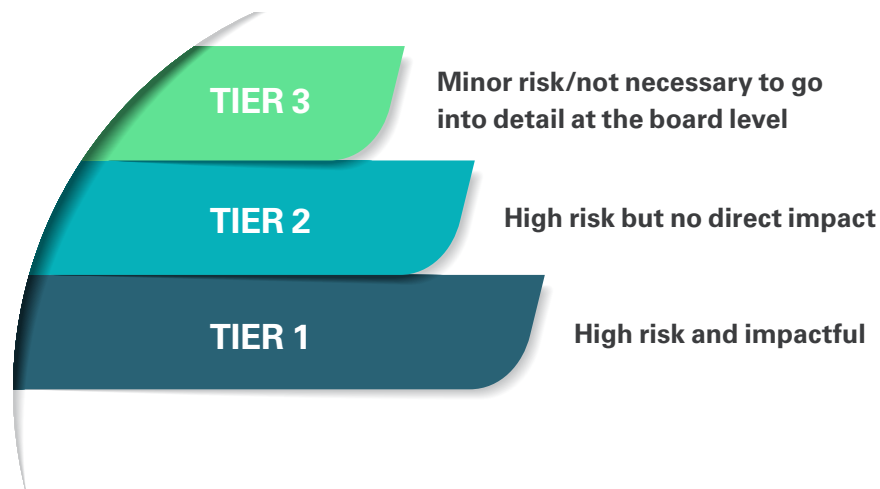 TIER 3
Minor risk/not necessary to go
into detail at the board level
TIER 2
High risk but no direct impact
TIER 1
High risk and impactful